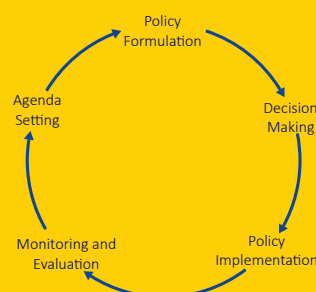 Policy
Formulation
Agenda
Setting
Decision
Making
Monitoring and
Evaluation
Policy
Implementation